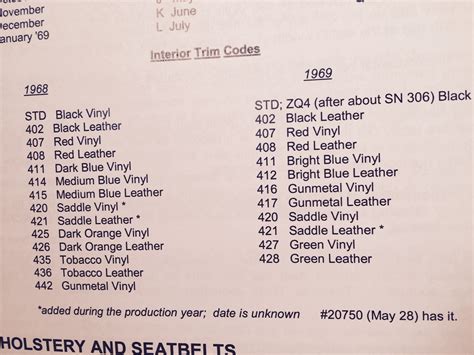 November
December
January '69
K June
L July
Interior Trim Codes
1968
STD Black Vinyl
402 Black Leather
407 Red Vinyl
408 Red Leather
411 Dark Blue Vinyl
414 Medium Blue Vinyl
415 Medium Blue Leather
420 Saddle Vinyl *
421 Saddle Leather *
425 Dark Orange Vinyl
426 Dark Orange Leather
435 Tobacco Vinyl
436 Tobacco Leather
442 Gunmetal Vinyl
1969
STD; ZQ4 (after about SN 306) Black
402 Black Leather
407 Red Vinyl
408 Red Leather
411 Bright Blue Vinyl
412 Bright Blue Leather
416 Gunmetal Vinyl
417 Gunmetal Leather
420 Saddle Vinyl
421 Saddle Leather *
427 Green Vinyl
428 Green Leather
*added during the production year; date is unknown #20750 (May 28) has it.
HOLSTERY AND SEATBELTS